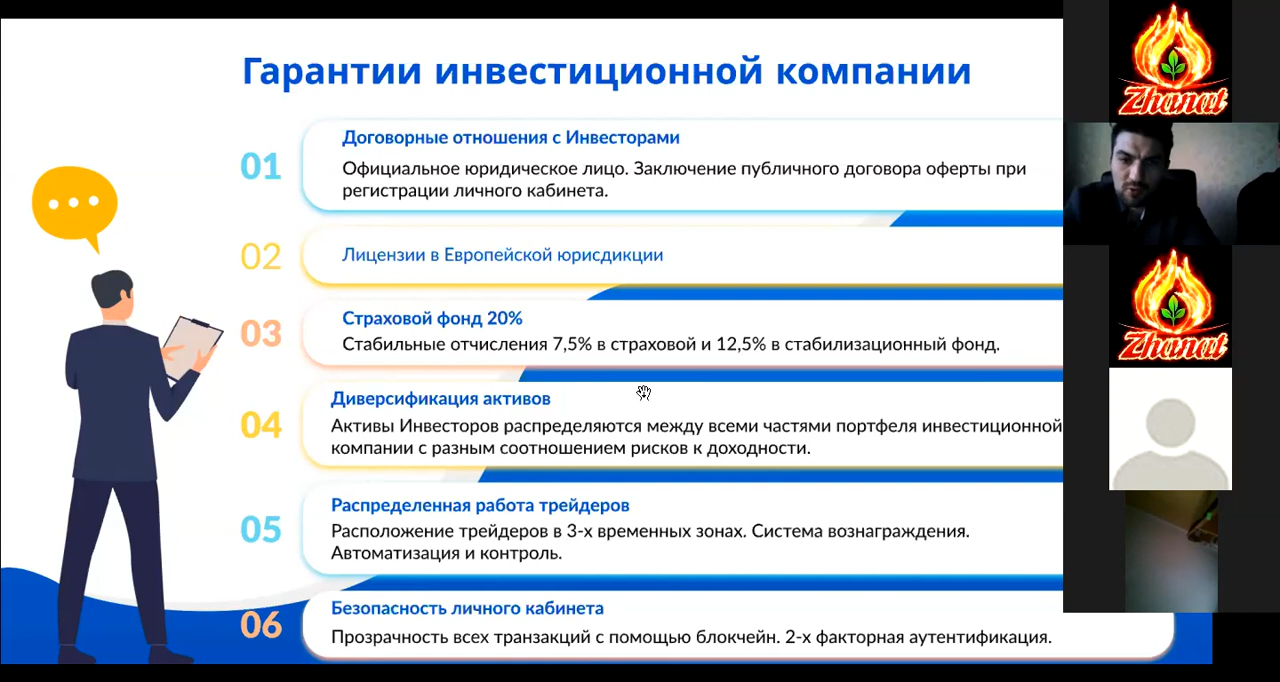 Гарантии инвестиционной компании
01
Договорные отношения с Инвесторами
Официальное юридическое лицо. Заключение публичного договора оферты при
регистрации личного кабинета.
02
Лицензии в Европейской юрисдикции
03
Страховой фонд 20%
Стабильные отчисления 7,5% в страховой и 12,5% в стабилизационный фонд.
04
Диверсификация активов
Активы Инвесторов распределяются между всеми частями портфеля инвестиционной
компании с разным соотношением рисков к доходности.
05
Распределенная работа трейдеров
Расположение трейдеров в 3-х временных зонах. Система вознаграждения.
Автоматизация и контроль.
06
Безопасность личного кабинета
Прозрачность всех транзакций с помощью блокчейн. 2-х факторная аутентификация.
Zhanat
Zhanat